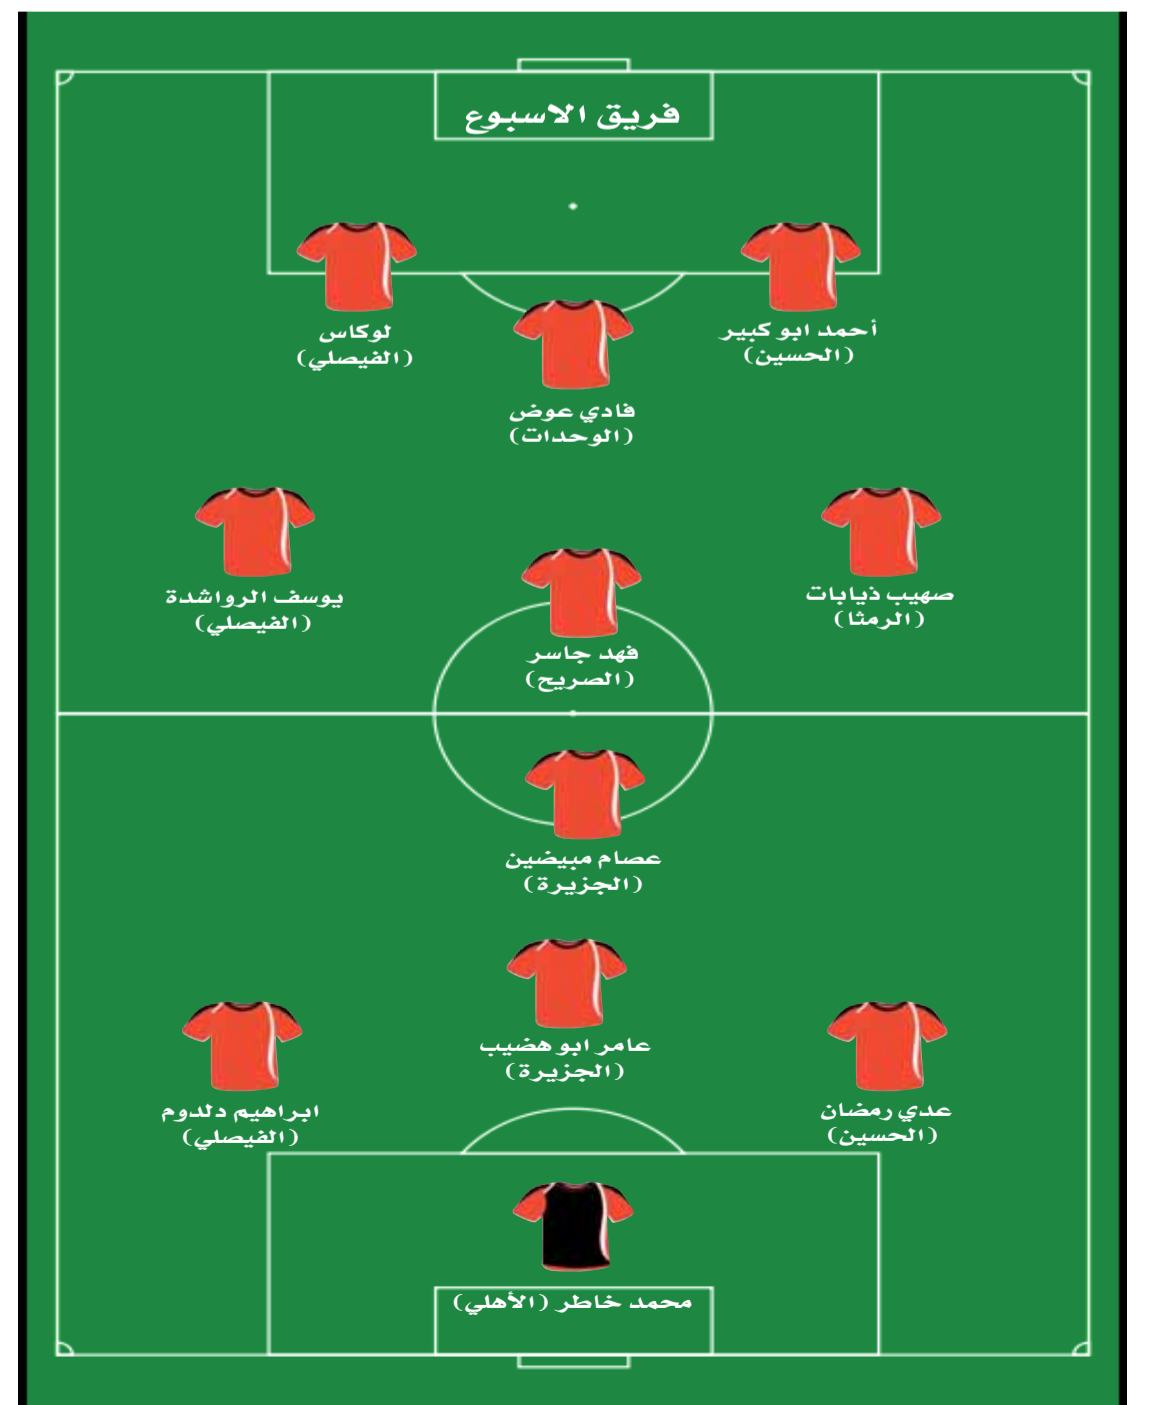 فريق الاسبوع
أحمد ابو كبير
(الحسين)
لوكاس
(الفيصلي)
فادي عوض
(الوحدات)
صهيب ذيابات
(الرمثا)
يوسف الرواشدة
(الفيصلي)
فهد جاسر
(الصريح)
عصام مبيضين
(الجزيرة)
عامر ابو هضيب
(الجزيرة)
عدي رمضان
(الحسين)
ابراهيم دلدوم
(الفيصلي)
محمد خاطر (الأهلي)